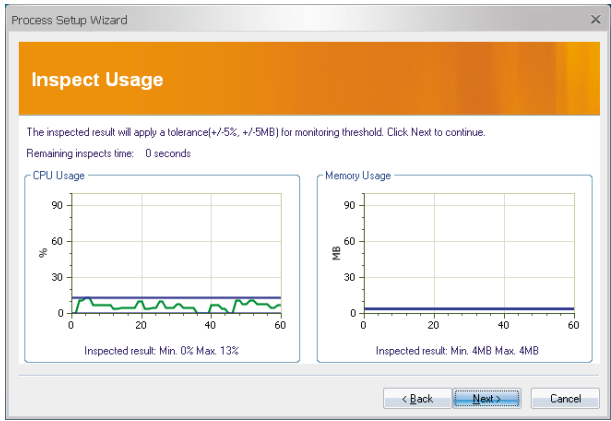 Process Setup Wizard
Inspect Usage
The inspected result will apply a tolerance(+/-5%, +/-5MB) for monitoring threshold. Click Next to continue.
Remaining inspects time: 0 seconds
CPU Usage
90
60
30
0
%
0 20 40 60
Inspected result: Min. 0% Max. 13%
Memory Usage
90
60
30
0
MB
0 20 40 60
Inspected result: Min. 4MB Max. 4MB
< Back
Next >
Cancel